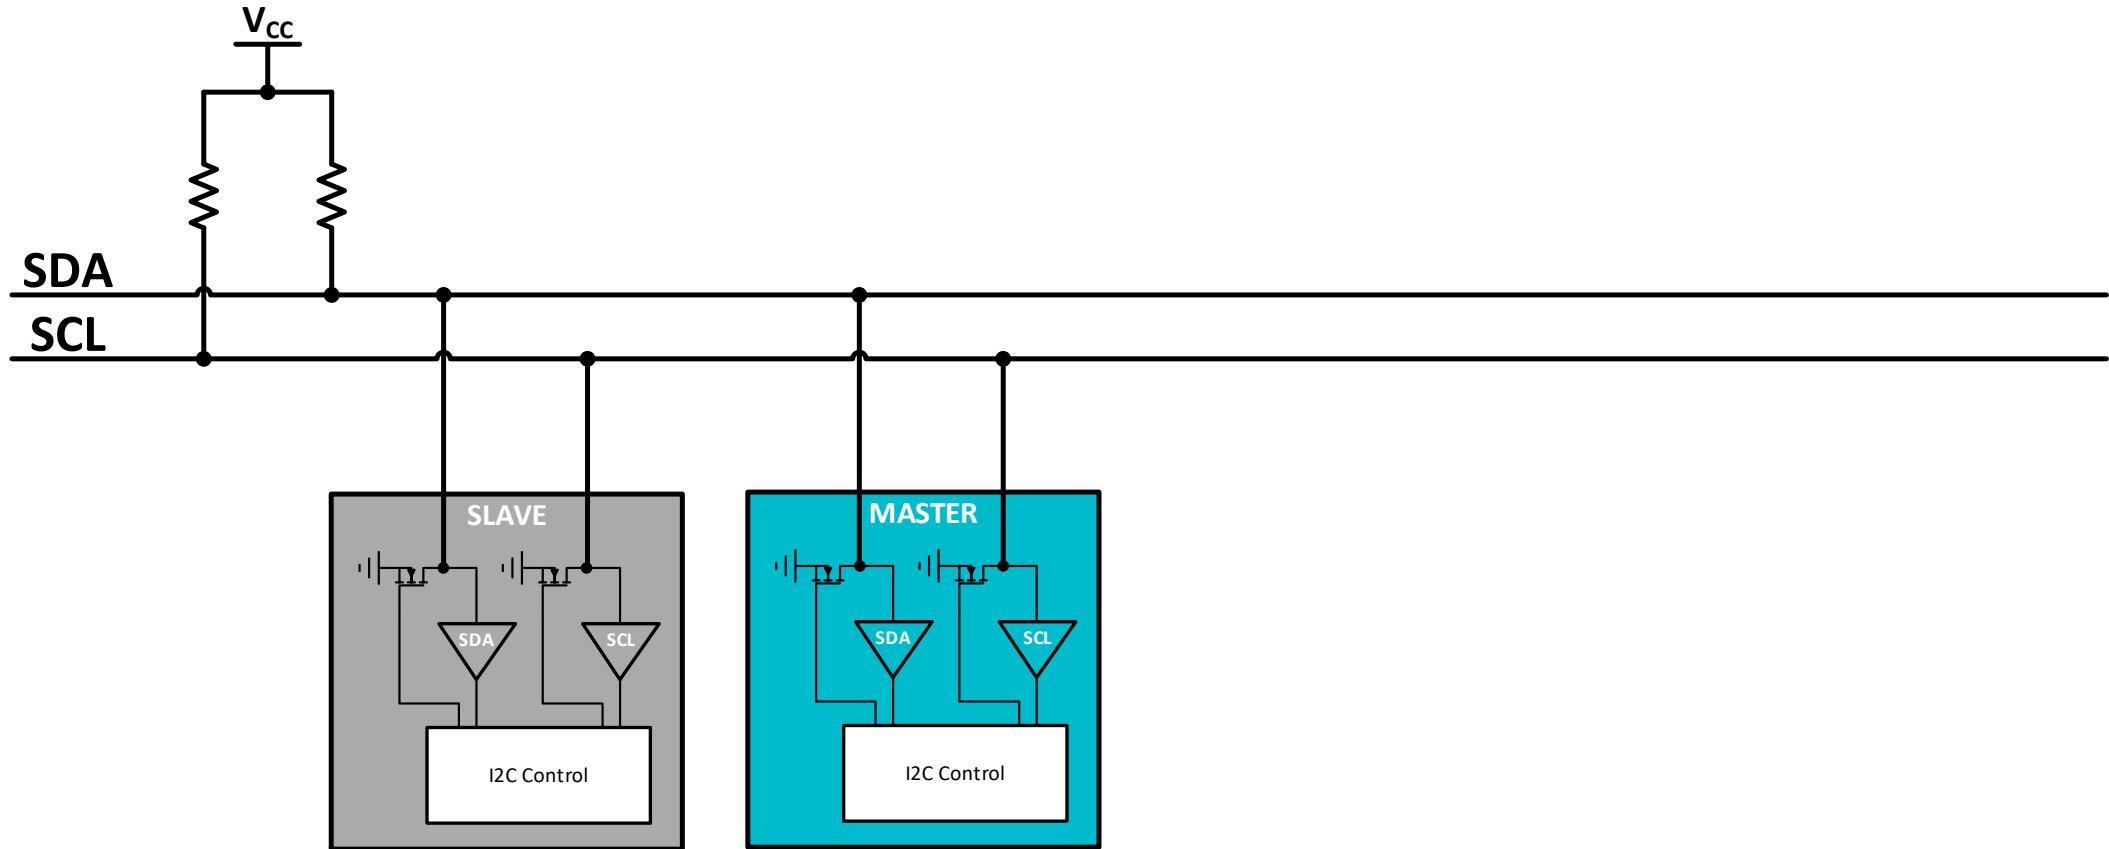 VCC
SDA
SCL
SLAVE
MASTER
SDA
SCL
SDA
SCL
I2C Control
I2C Control